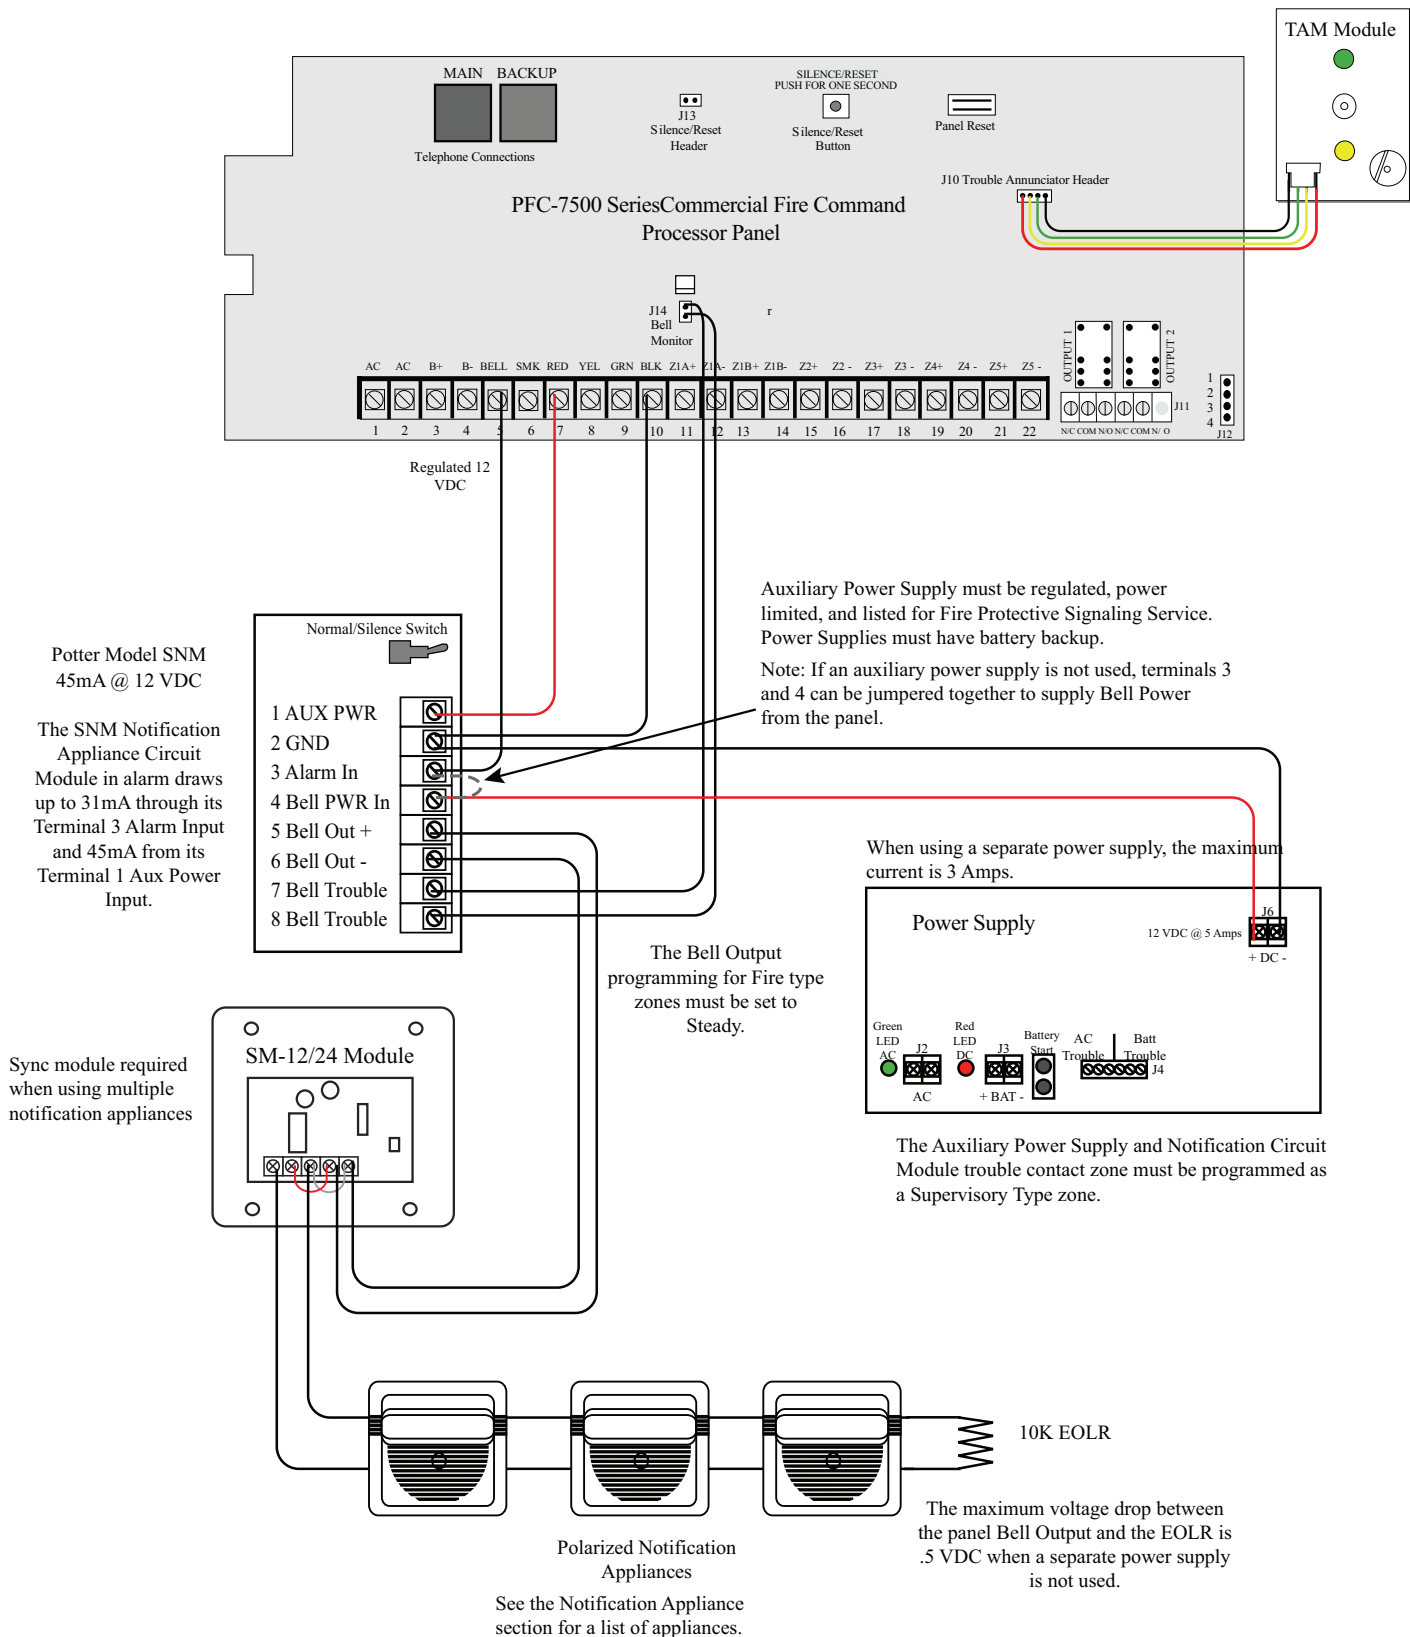 TAM Module
MAIN BACKUP
Telephone Connections
J13
Silence/Reset
Header
SILENCE/RESET
PUSH FOR ONE SECOND
Silence/Reset
Button
Panel Reset
J10 Trouble Annunciator Header
PFC-7500 SeriesCommercial Fire Command
Processor Panel
J14
Bell
Monitor
r
OUTPUT 1
OUTPUT 2
AC AC B+ B- BELL SMK RED YEL GRN BLK Z1A+ Z1A- Z1B+ Z1B- Z2+ Z2 - Z3+ Z3 - Z4+ Z4 - Z5+ Z5 -
1 2 3 4 5 6 7 8 9 10 11 12 13 14 15 16 17 18 19 20 21 22
J11
N/C COM N/O N/C COM N/ O
1
2
3
4
J12
Regulated 12
VDC
Auxiliary Power Supply must be regulated, power
limited, and listed for Fire Protective Signaling Service.
Power Supplies must have battery backup.
Note: If an auxiliary power supply is not used, terminals 3
and 4 can be jumpered together to supply Bell Power
from the panel.
Potter Model SNM
45mA @ 12 VDC
The SNM Notification
Appliance Circuit
Module in alarm draws
up to 31mA through its
Terminal 3 Alarm Input
and 45mA from its
Terminal 1 Aux Power
Input.
Normal/Silence Switch
1 AUX PWR
2 GND
3 Alarm In
4 Bell PWR In
5 Bell Out +
6 Bell Out -
7 Bell Trouble
8 Bell Trouble
When using a separate power supply, the maximum
current is 3 Amps.
Power Supply
J6
12 VDC @ 5 Amps
+ DC -
Green
LED
AC
J2
AC
Red
LED
DC
J3
+ BAT -
Battery
Start
AC
Trouble
Batt
Trouble
J4
The Bell Output
programming for Fire type
zones must be set to
Steady.
The Auxiliary Power Supply and Notification Circuit
Module trouble contact zone must be programmed as
a Supervisory Type zone.
Sync module required
when using multiple
notification appliances
SM-12/24 Module
10K EOLR
The maximum voltage drop between
the panel Bell Output and the EOLR is
.5 VDC when a separate power supply
is not used.
Polarized Notification
Appliances
See the Notification Appliance
section for a list of appliances.